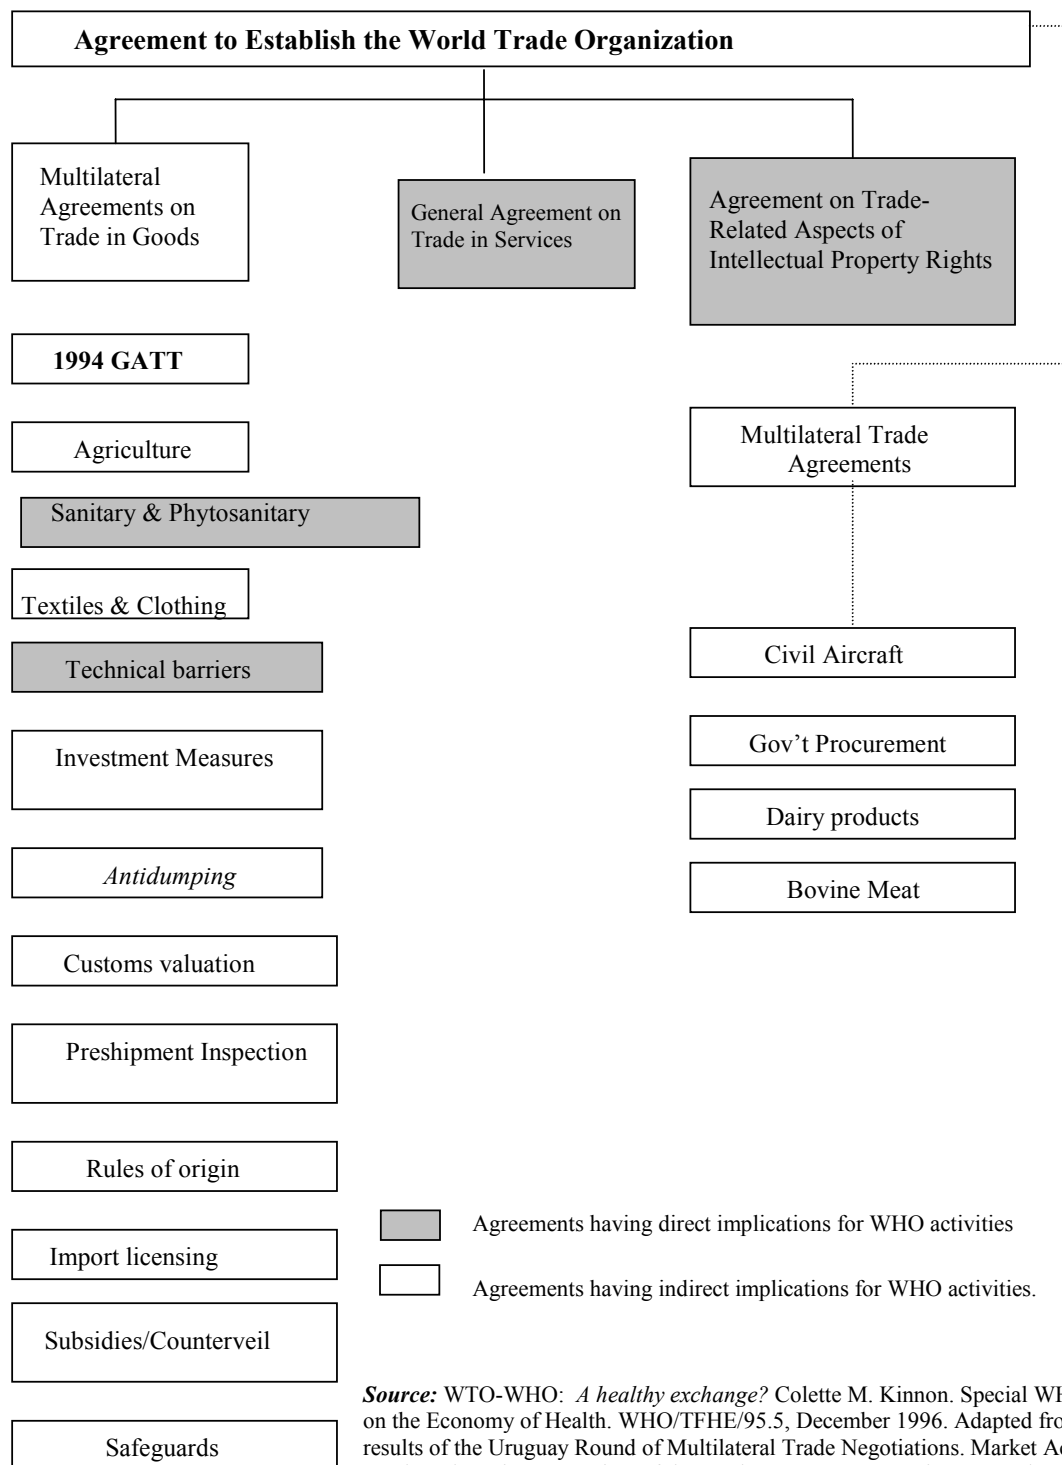 Agreement to Establish the World Trade Organization
Multilateral
Agreements on
Trade in Goods
General Agreement on
Trade in Services
Agreement on Trade-
Related Aspects of
Intellectual Property Rights
1994 GATT
Agriculture
Sanitary & Phytosanitary
Textiles & Clothing
Technical barriers
Investment Measures
Antidumping
Customs valuation
Preshipment Inspection
Rules of origin
Import licensing
Subsidies/Counterveil
Safeguards
Multilateral Trade
Agreements
Civil Aircraft
Gov’t Procurement
Dairy products
Bovine Meat
Agreements having direct implications for WHO activities
Agreements having indirect implications for WHO activities.
Source: WTO-WHO: A healthy exchange? Colette M. Kinnon. Special
on the Economy of Health. WHO/TFHE/95.5, December 1996. Adapted
results of the Uruguay Round of Multilateral Trade Negotiations. Market